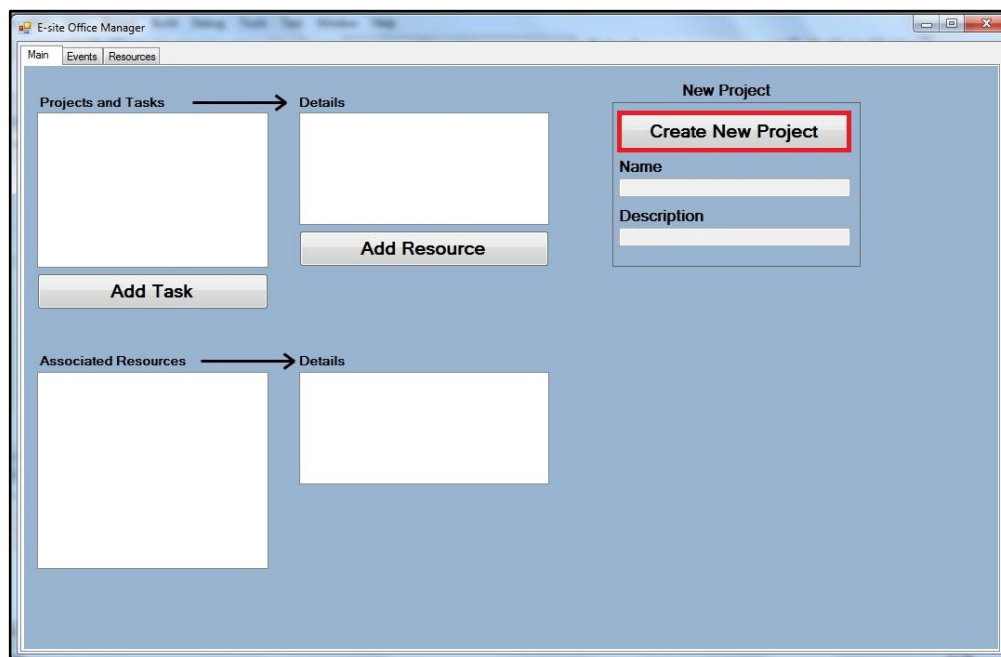 E-site Office Manager
Main Events Resources
Projects and Tasks
Details
Add Resource
Add Task
New Project
Create New Project
Name
Description
Associated Resources
Details